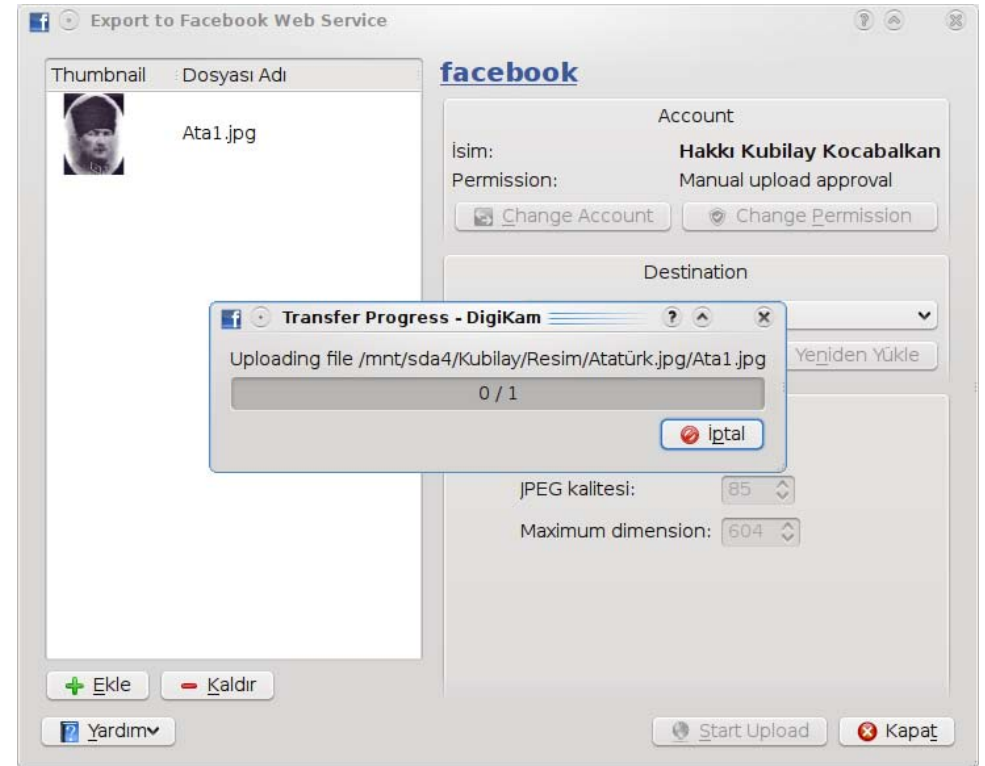 Export to Facebook Web Service
Thumbnail Dosyası Adı
Ata1.jpg
facebook
Account
İsim: Hakkı Kubilay Kocabalkan
Permission: Manual upload approval
Change Account Change Permission
Destination
Transfer Progress - DigiKam
Uploading file /mnt/sda4/Kubilay/Resim/Atatürk.jpg/Ata1.jpg
Yeniden Yükle
0 / 1
İptal
JPEG kalitesi: 85
Maximum dimension: 604
Ekle Kaldır
Yardım Start Upload Kapat